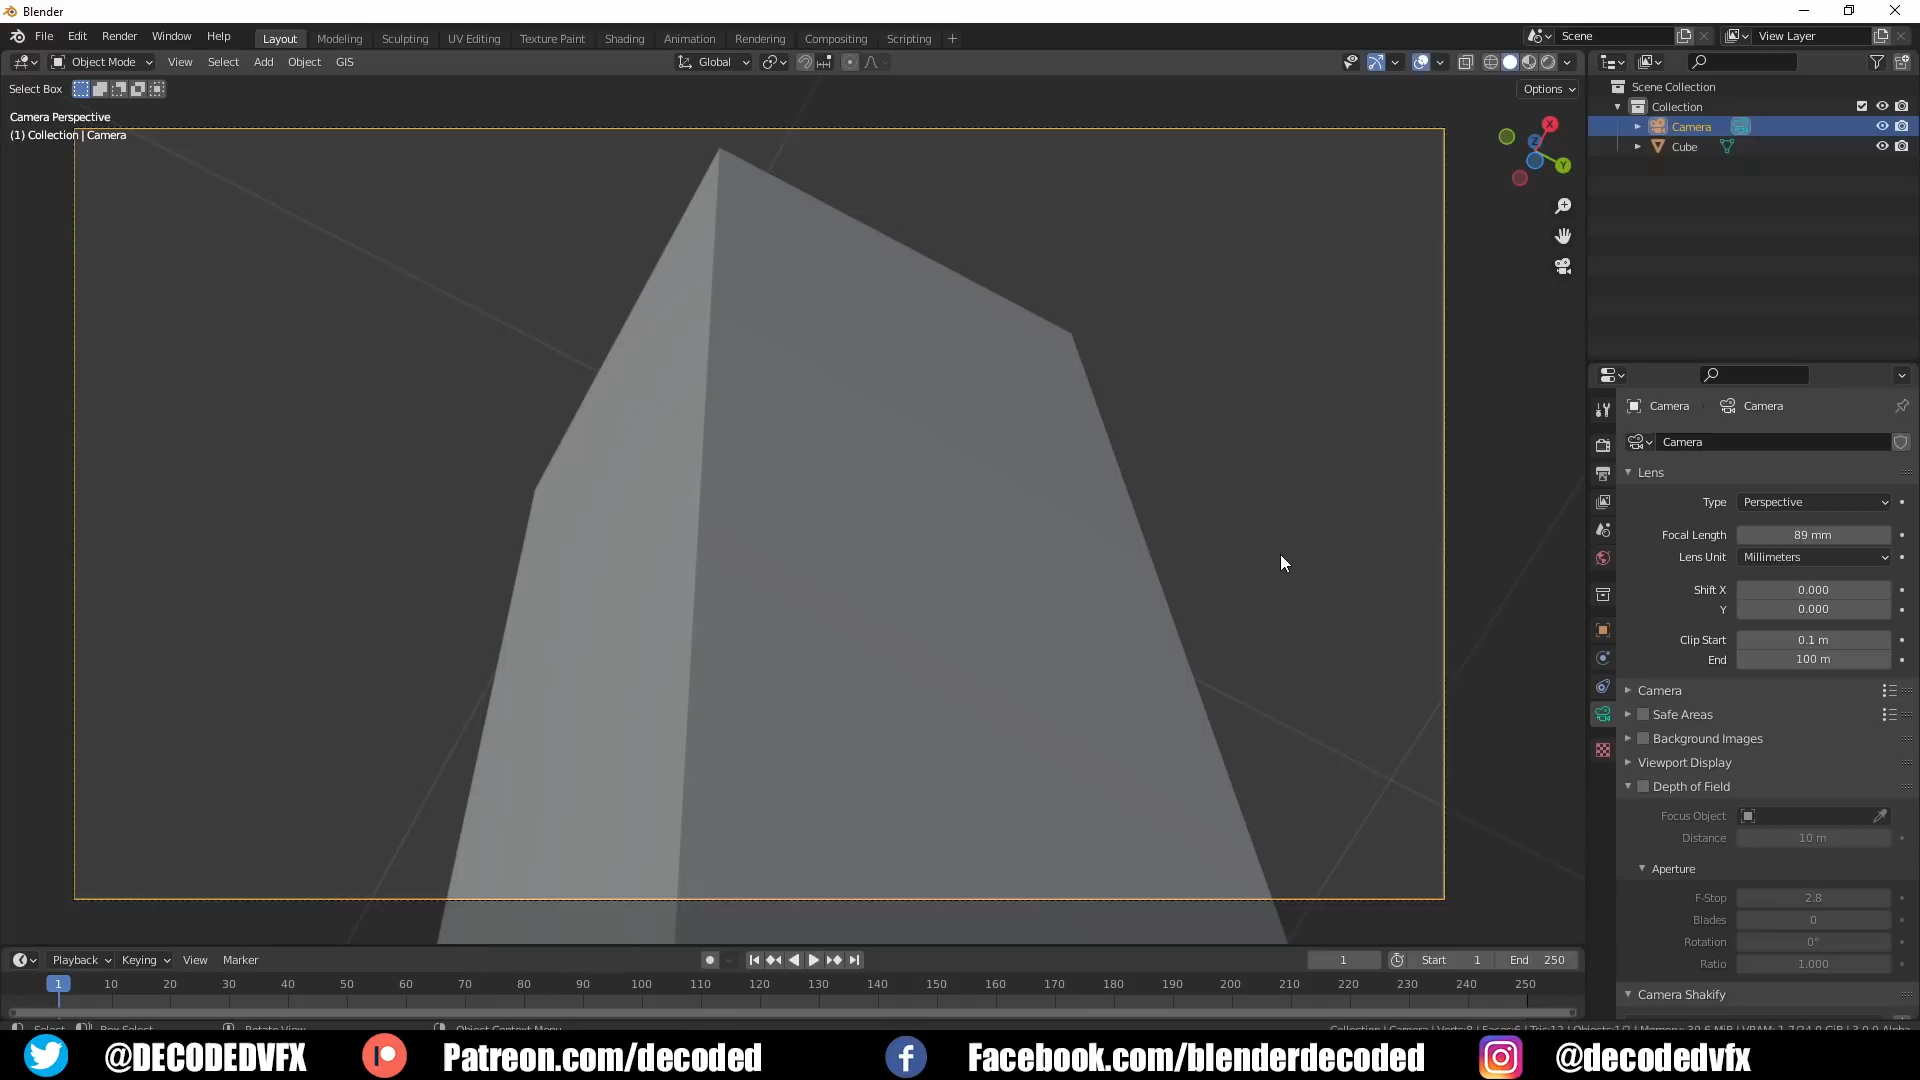 Blender
File Edit Render Window Help
Layout Modeling Sculpting UV Editing Texture Paint Shading Animation Rendering Compositing Scripting +
Scene
View Layer
Object Mode View Select Add Object GIS
Global
Select Box
Options
Camera Perspective
(1) Collection | Camera
X
Y
Z
Scene Collection
Collection
Camera
Cube
Camera Camera
Camera
Lens
Type Perspective
Focal Length 89 mm
Lens Unit Millimeters
Shift X 0.000
Y 0.000
Clip Start 0.1 m
End 100 m
Camera
Safe Areas
Background Images
Viewport Display
Depth of Field
Focus Object
Distance 10 m
Aperture
F-Stop 2.8
Blades 0
Rotation 0°
Ratio 1.000
Camera Shakify
Playback Keying View Marker
1 Start 1 End 250
1 10 20 30 40 50 60 70 80 90 100 110 120 130 140 150 160 170 180 190 200 210 220 230 240 250
Select Box Select Rotate View Object Context Menu
@DECODEDVFX Patreon.com/decoded Facebook.com/blenderdecoded @decodedvfx